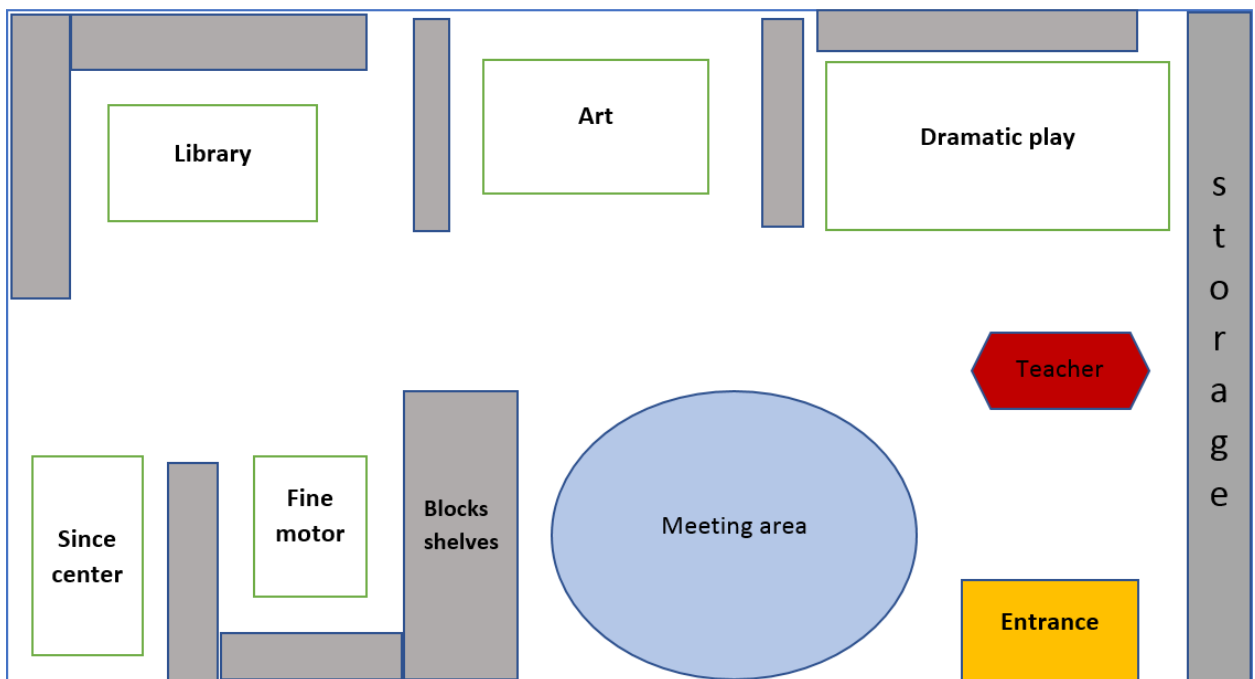 Library
Art
Dramatic play
s
t
o
r
a
g
e
Teacher
Since
center
Fine
motor
Blocks
shelves
Meeting area
Entrance